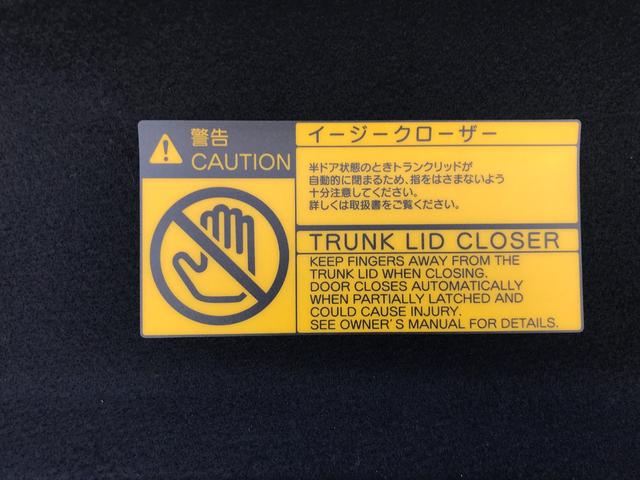 警告
CAUTION
イージークローザー
半ドア状態のときトランクリッドが
自動的に閉まるため、指をはさまないよう
十分注意してください。
詳しくは取扱書をご覧ください。
TRUNK LID CLOSER
KEEP FINGERS AWAY FROM THE
TRUNK LID WHEN CLOSING.
DOOR CLOSES AUTOMATICALLY
WHEN PARTIALLY LATCHED AND
COULD CAUSE INJURY.
SEE OWNER'S MANUAL FOR DETAILS.